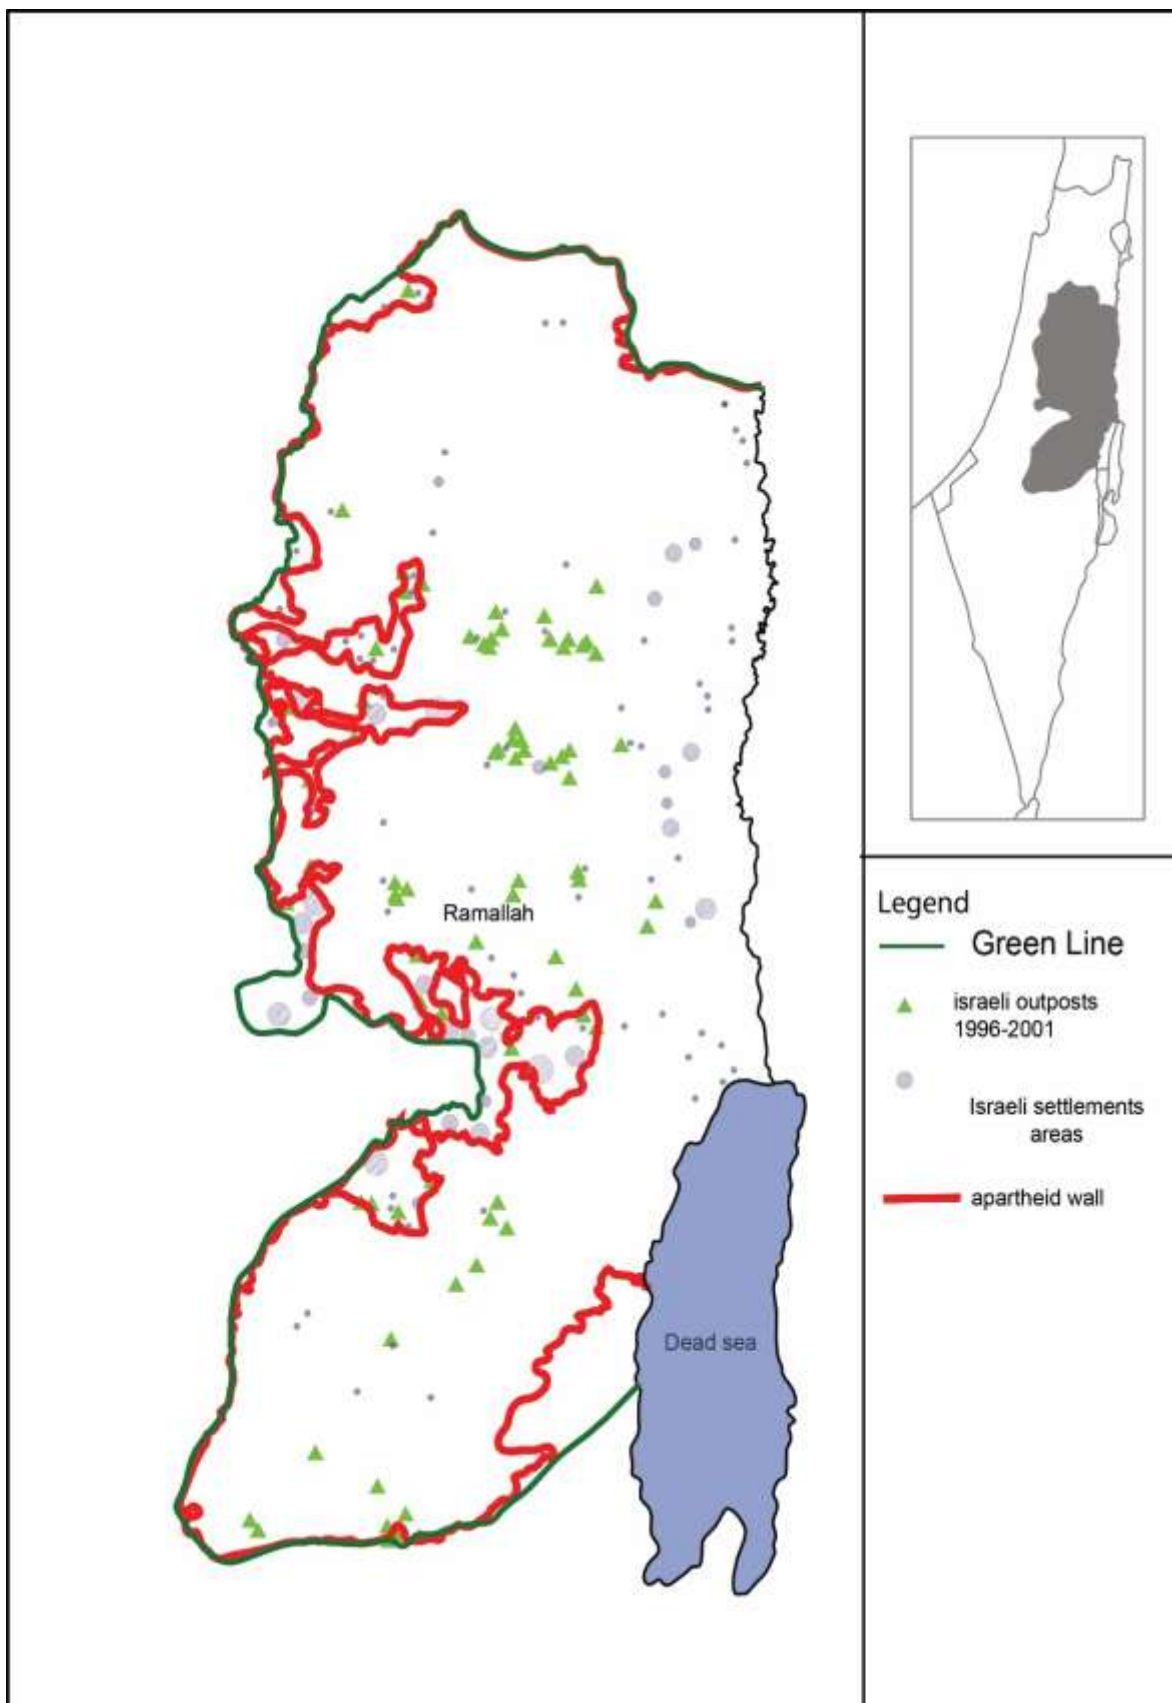 Ramallah
Dead sea
Legend
Green Line
israeli outposts
1996-2001
Israeli settlements
areas
apartheid wall